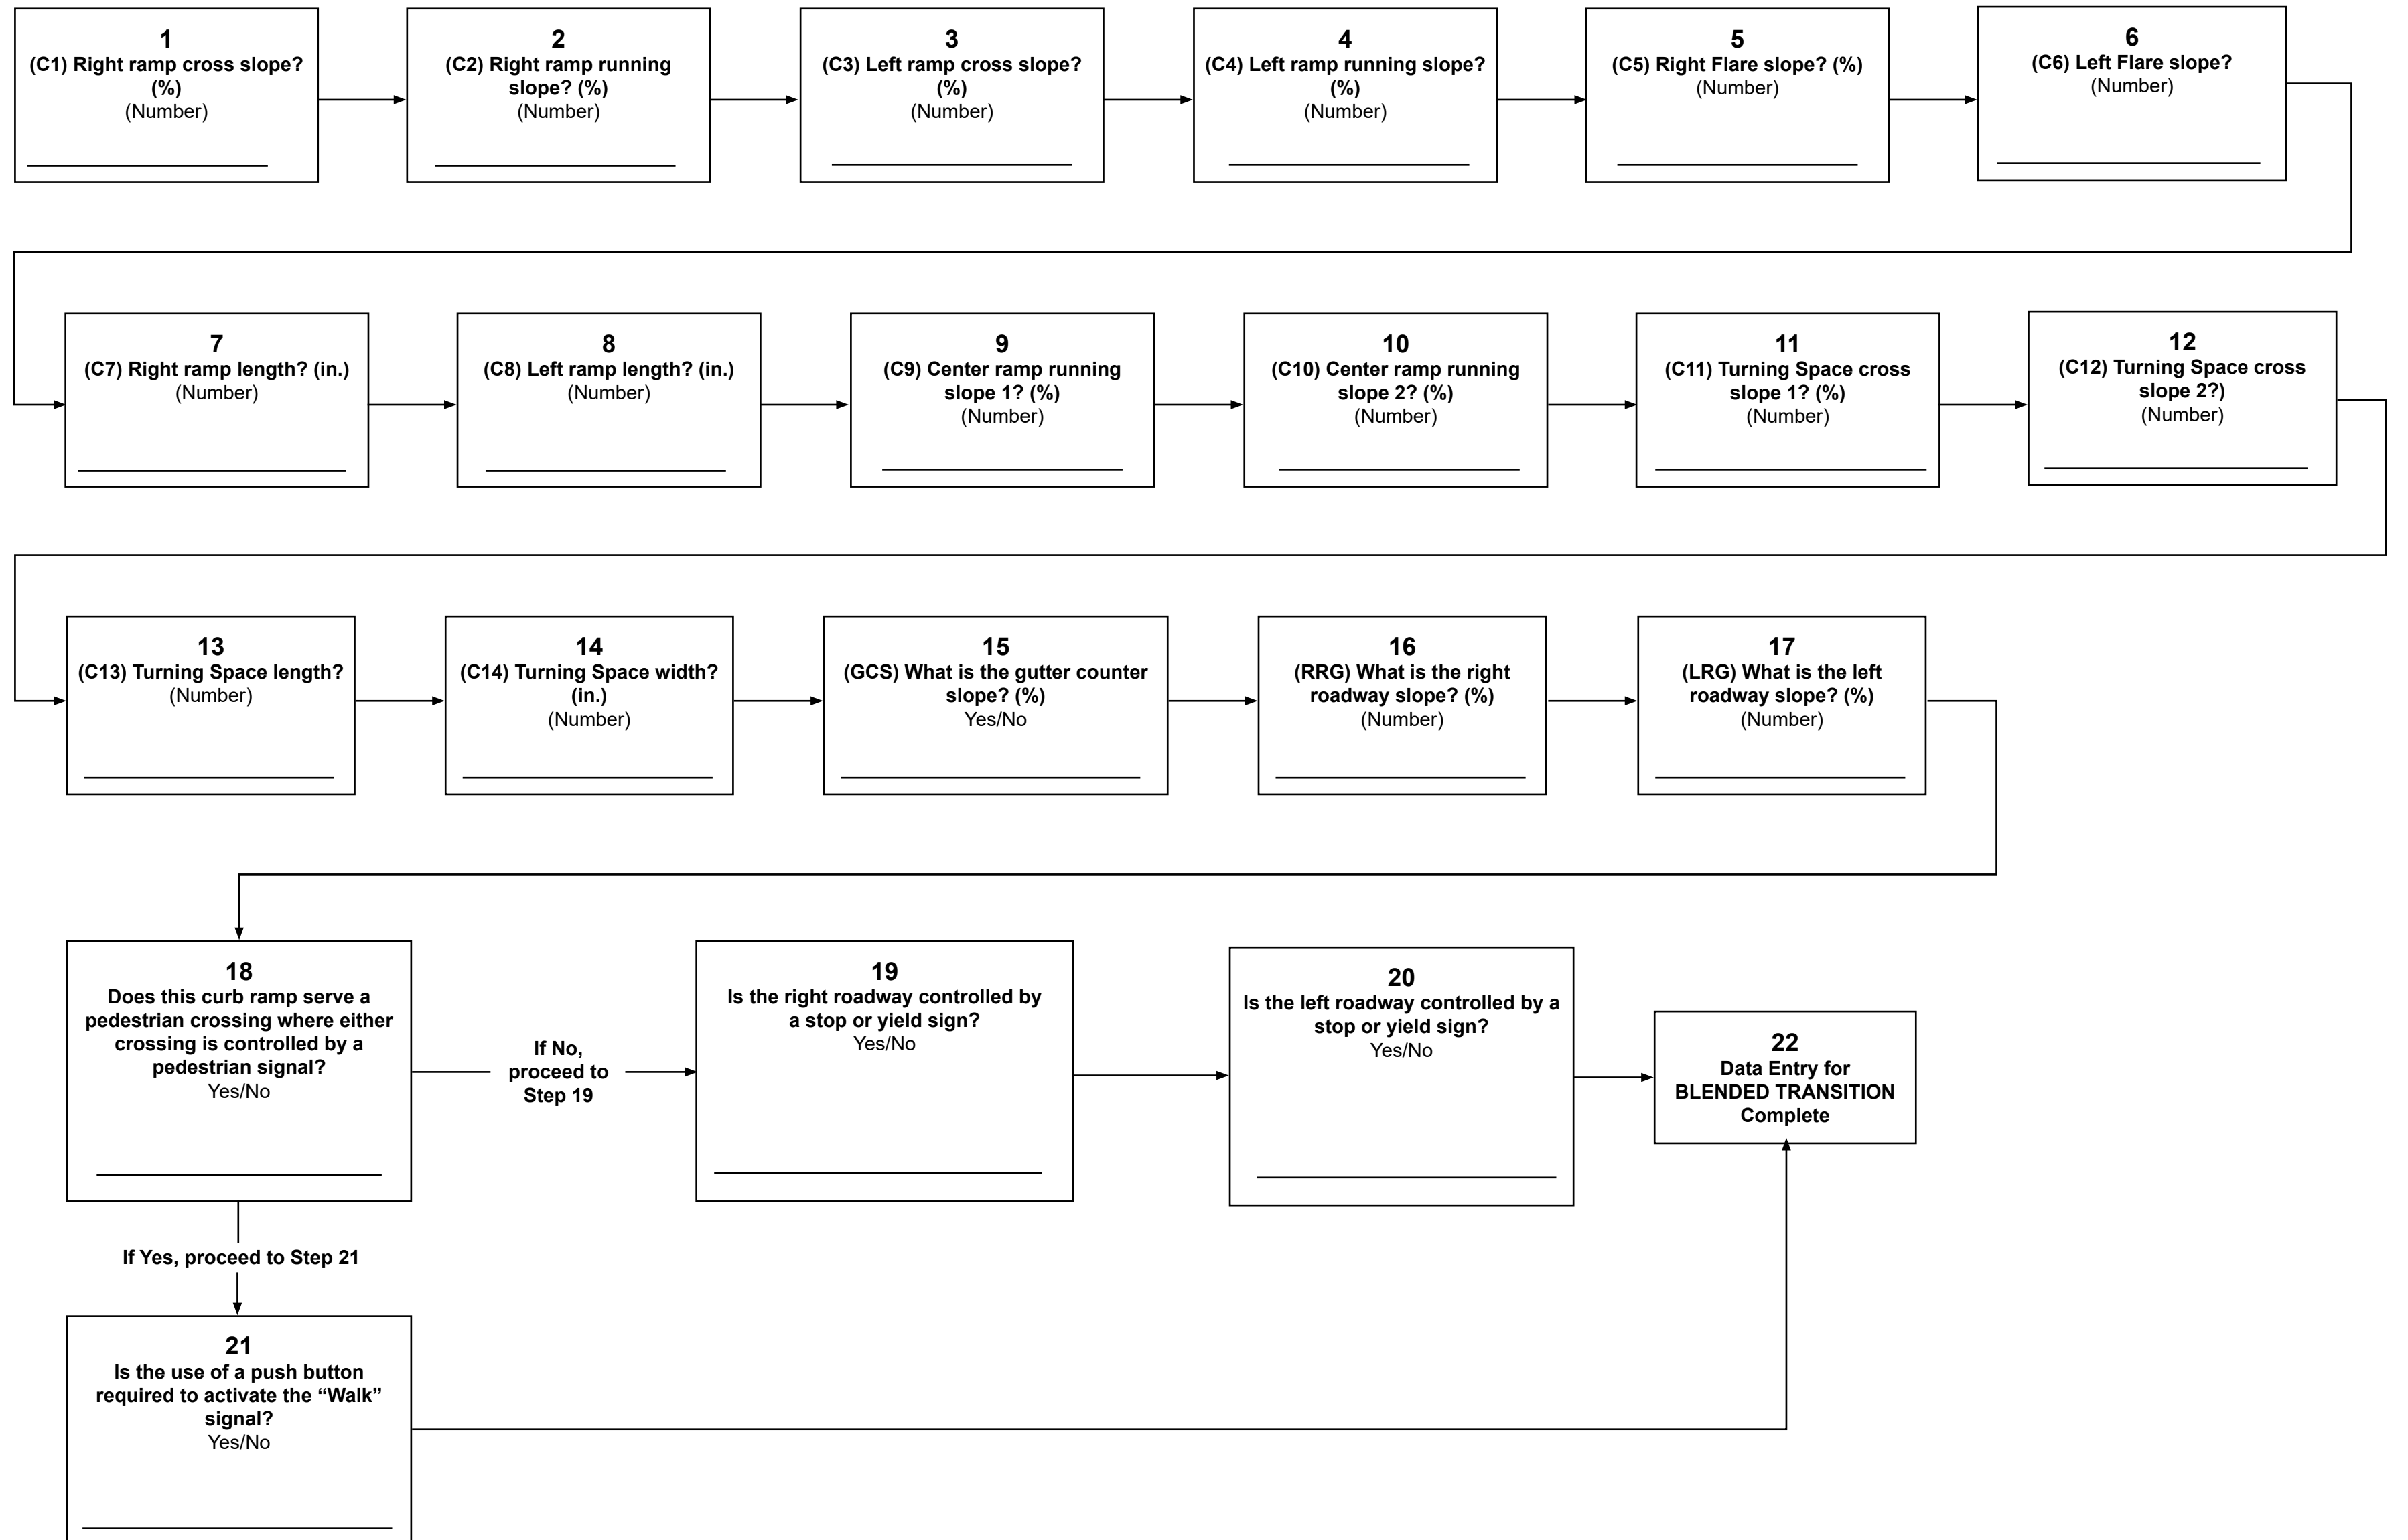 1
(C1) Right ramp cross slope?
(%)
(Number)
2
(C2) Right ramp running
slope? (%)
(Number)
3
(C3) Left ramp cross slope?
(%)
(Number)
4
(C4) Left ramp running slope?
(%)
(Number)
5
(C5) Right Flare slope? (%)
(Number)
6
(C6) Left Flare slope?
(Number)
7
(C7) Right ramp length? (in.)
(Number)
8
(C8) Left ramp length? (in.)
(Number)
9
(C9) Center ramp running
slope 1? (%)
(Number)
10
(C10) Center ramp running
slope 2? (%)
(Number)
11
(C11) Turning Space cross
slope 1? (%)
(Number)
12
(C12) Turning Space cross
slope 2?)
(Number)
13
(C13) Turning Space length?
(Number)
14
(C14) Turning Space width?
(in.)
(Number)
15
(GCS) What is the gutter counter
slope? (%)
Yes/No
16
(RRG) What is the right
roadway slope? (%)
(Number)
17
(LRG) What is the left
roadway slope? (%)
(Number)
18
Does this curb ramp serve a
pedestrian crossing where either
crossing is controlled by a
pedestrian signal?
Yes/No
If No,
proceed to
Step 19
19
Is the right roadway controlled by
a stop or yield sign?
Yes/No
20
Is the left roadway controlled by a
stop or yield sign?
Yes/No
22
Data Entry for
BLENDED TRANSITION
Complete
If Yes, proceed to Step 21
21
Is the use of a push button
required to activate the “Walk”
signal?
Yes/No